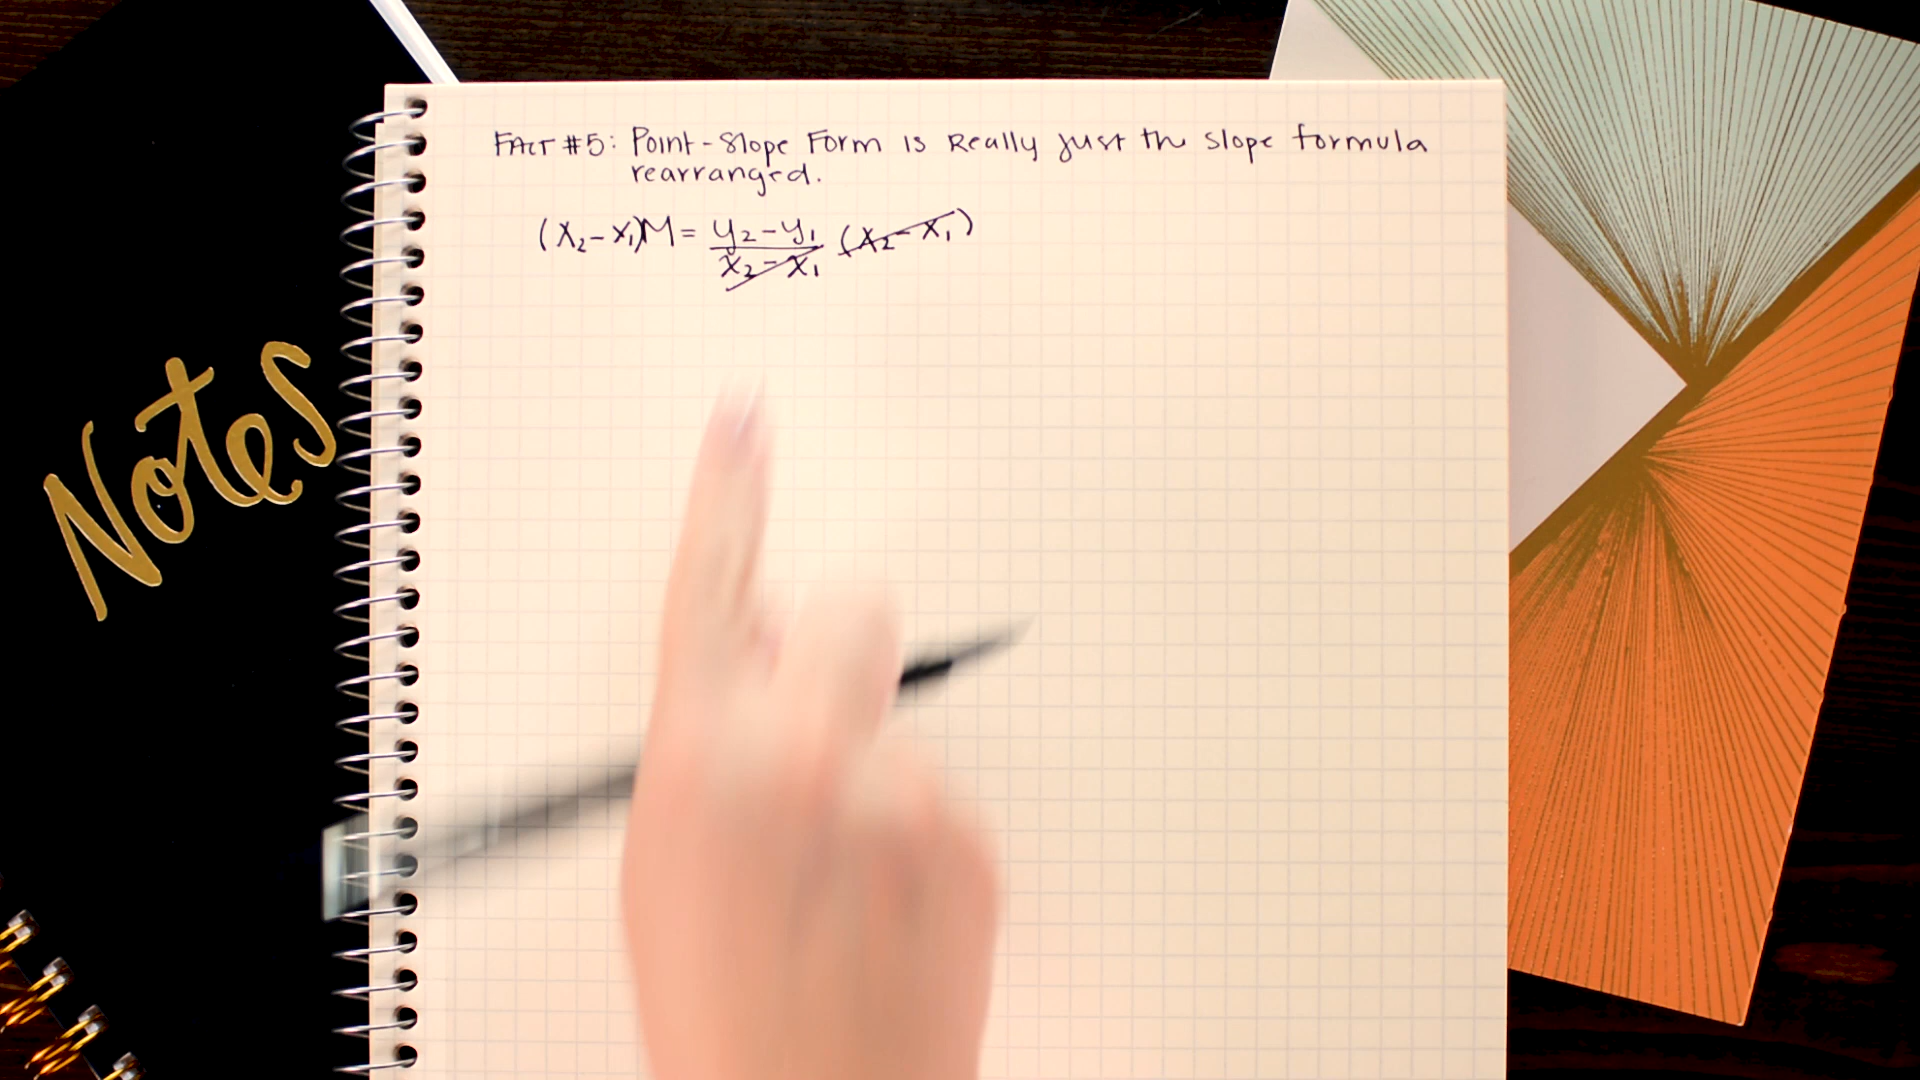 Notes
FACT #5: Point-Slope Form is Really just the slope formula
rearranged.
(x₂-x₁)M = y₂-y₁/x₂-x₁ (x₂-x₁)